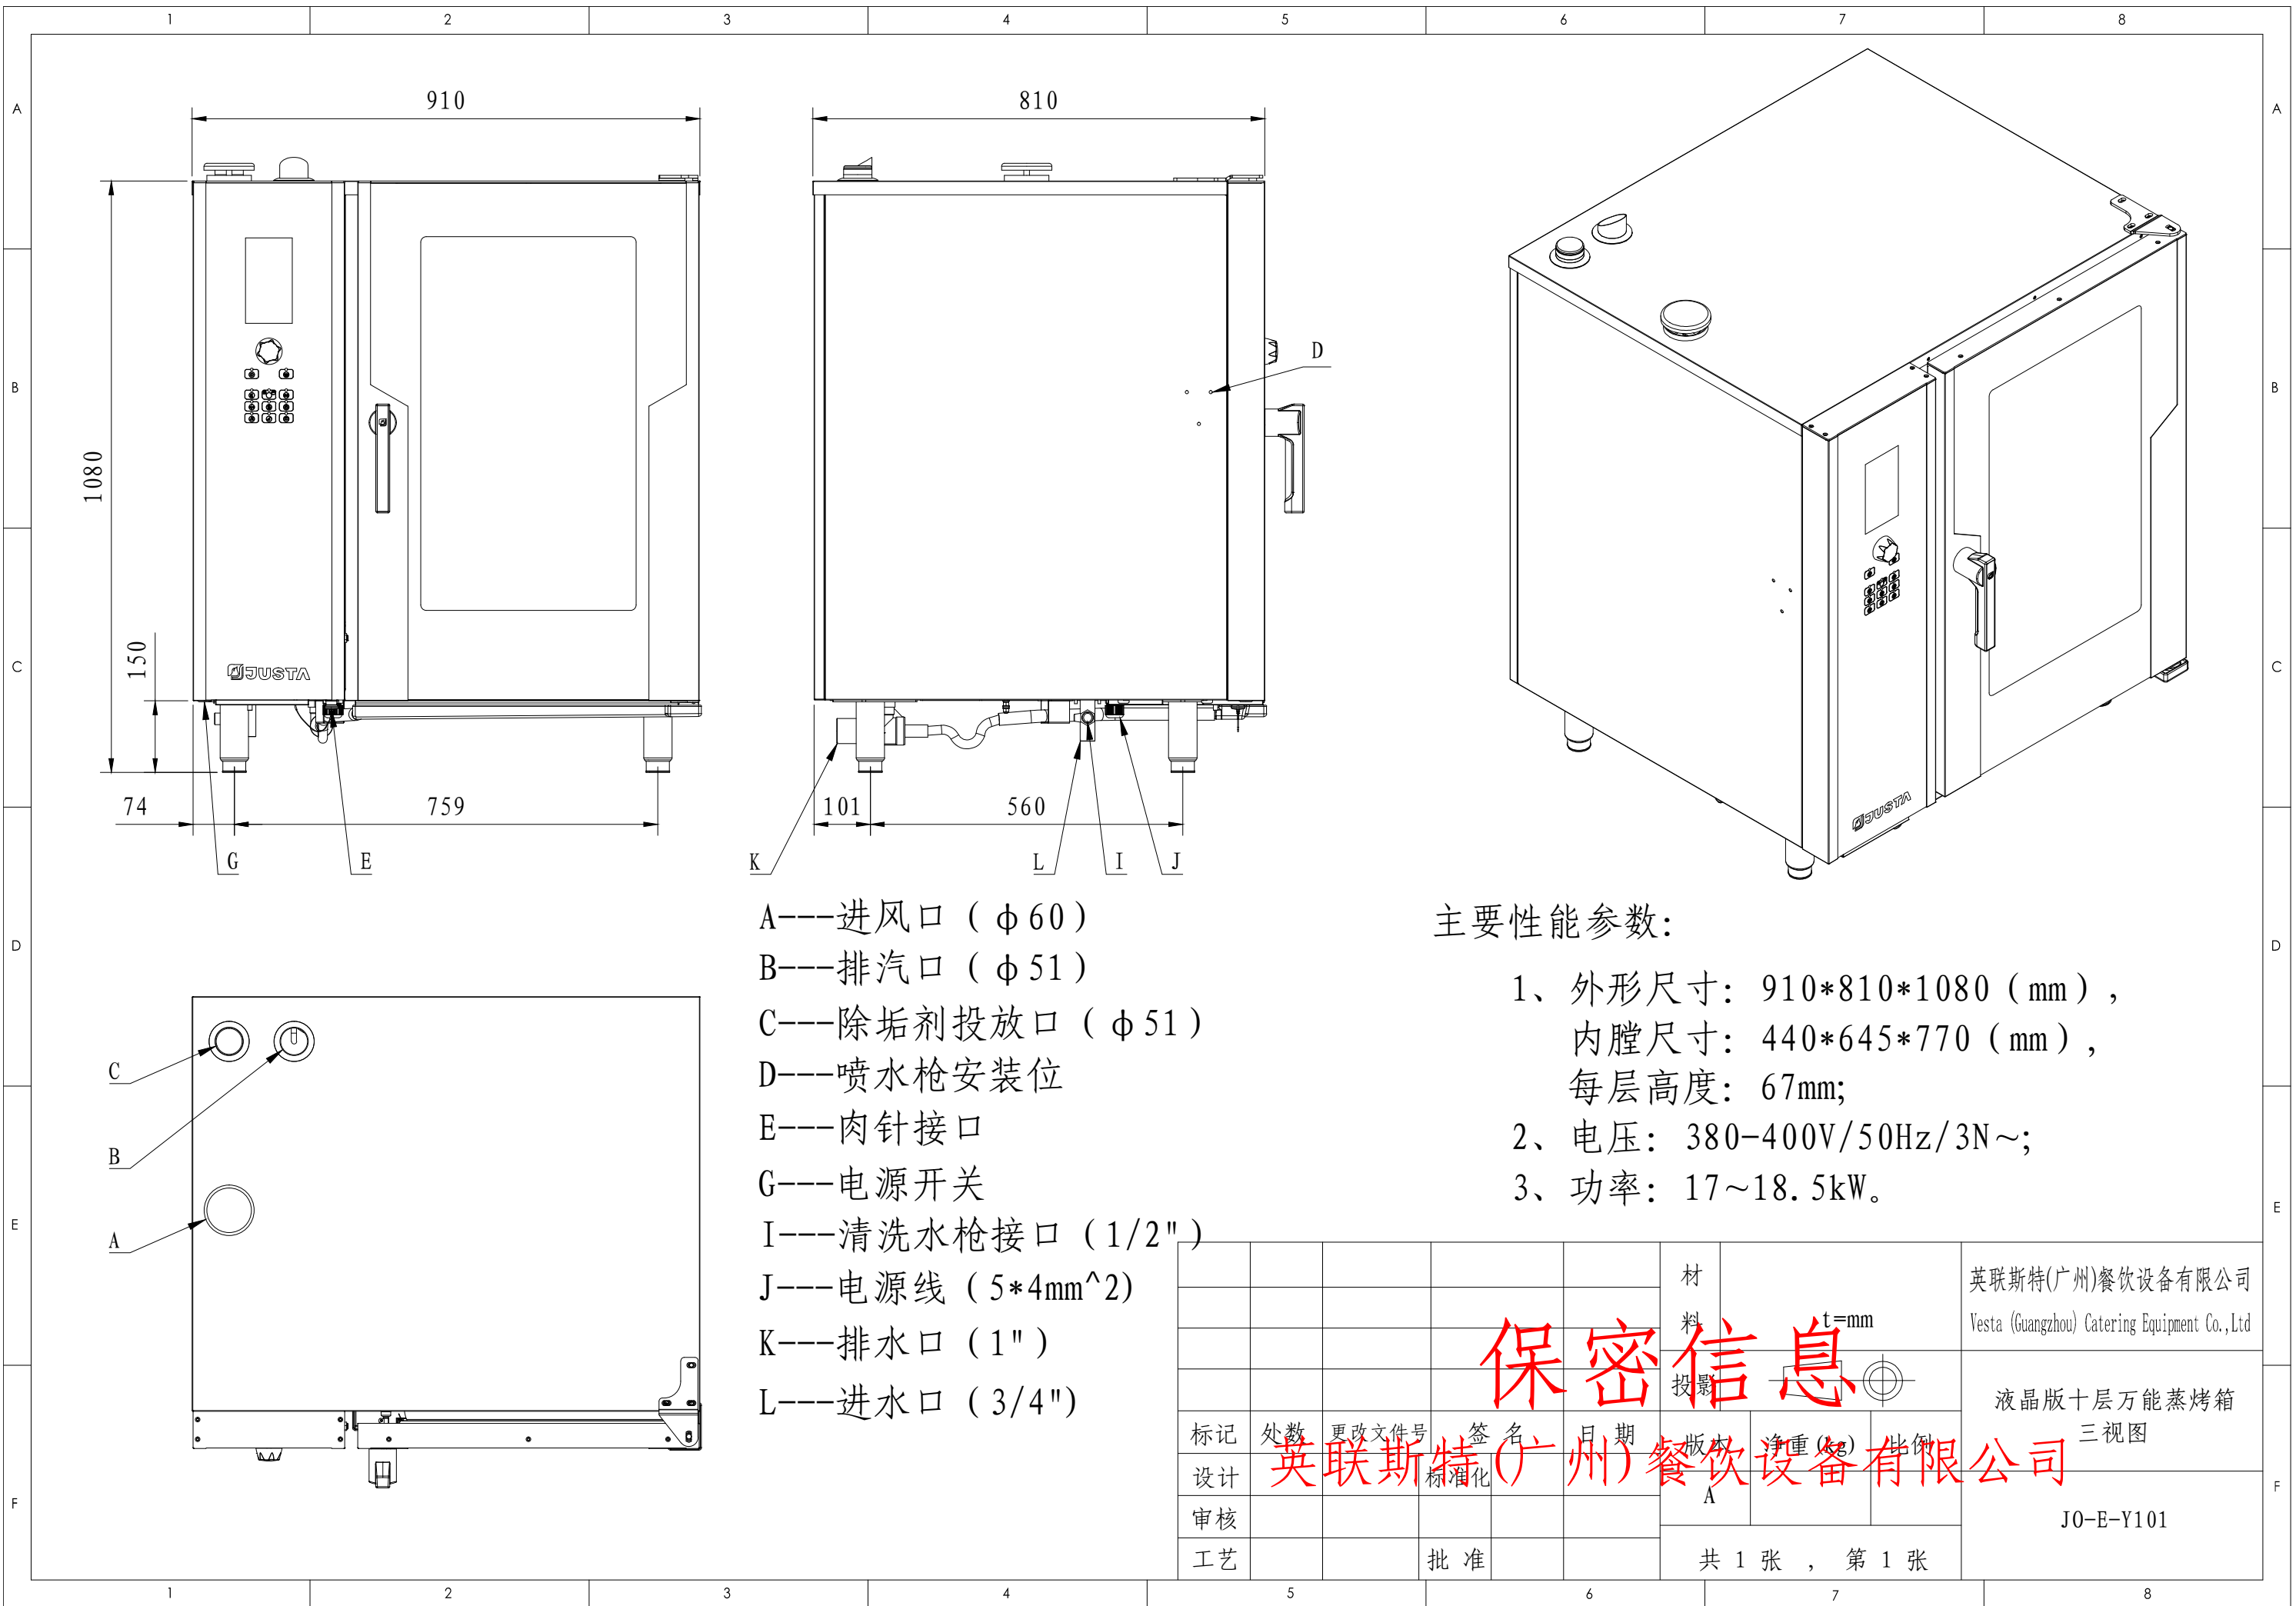 1 2 3 4 5 6 7 8
A A
B B
C C
D D
E E
F F
910
1080
150
74
759
G
E
JUSTA
810
D
101
560
K
L
I
J
JUSTA
C
B
A
A---进风口（φ60）
B---排汽口（φ51）
C---除垢剂投放口（φ51）
D---喷水枪安装位
E---肉针接口
G---电源开关
I---清洗水枪接口（1/2"）
J---电源线（5*4mm^2)
K---排水口（1"）
L---进水口（3/4")
主要性能参数：
1、外形尺寸：910*810*1080（mm），
内膛尺寸：440*645*770（mm），
每层高度：67mm;
2、电压：380-400V/50Hz/3N～;
3、功率：17～18.5kW。
材料
t=mm
英联斯特(广州)餐饮设备有限公司
Vesta (Guangzhou) Catering Equipment Co.,Ltd
保密信息
投影
液晶版十层万能蒸烤箱
三视图
标记 处数 更改文件号 签 名 日 期 版本 净重(kg) 比例
英联斯特(广州)餐饮设备有限公司
设计 标准化
A
审核
JO-E-Y101
工艺 批 准
共 1 张 ， 第 1 张
1 2 3 4 5 6 7 8